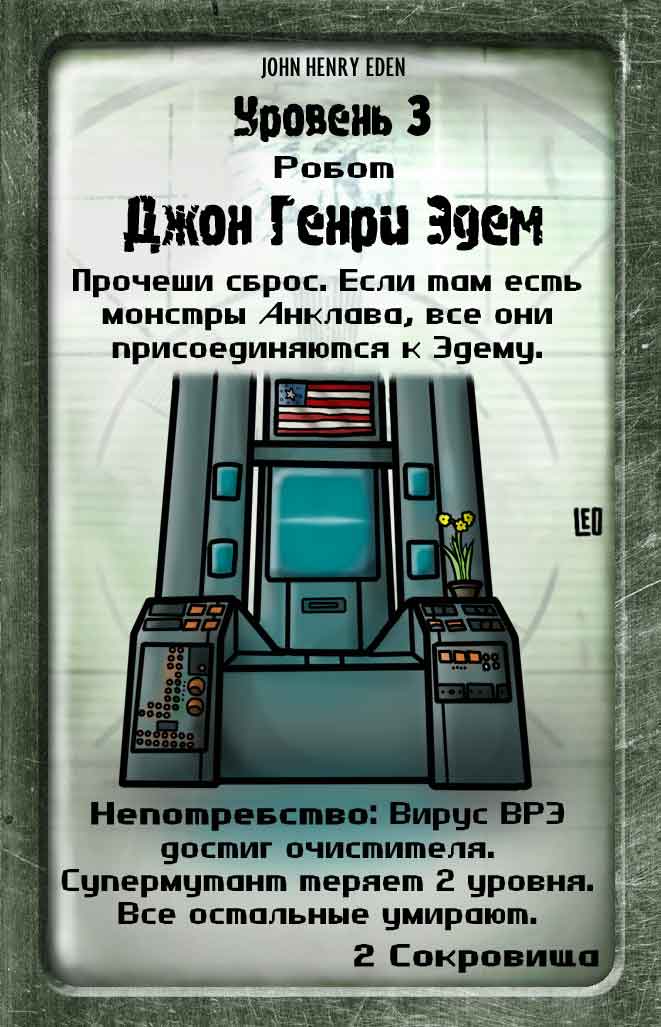 JOHN HENRY EDEN
Уровень 3
Робот
Джон Генри Эдем
Прочеши сброс. Если там есть
монстры Анклава, все они
присоединяются к Эдему.
LEO
Непотребство: Вирус ВРЭ
достиг очистителя.
Супермутант теряет 2 уровня.
Все остальные умирают.
2 Сокровища